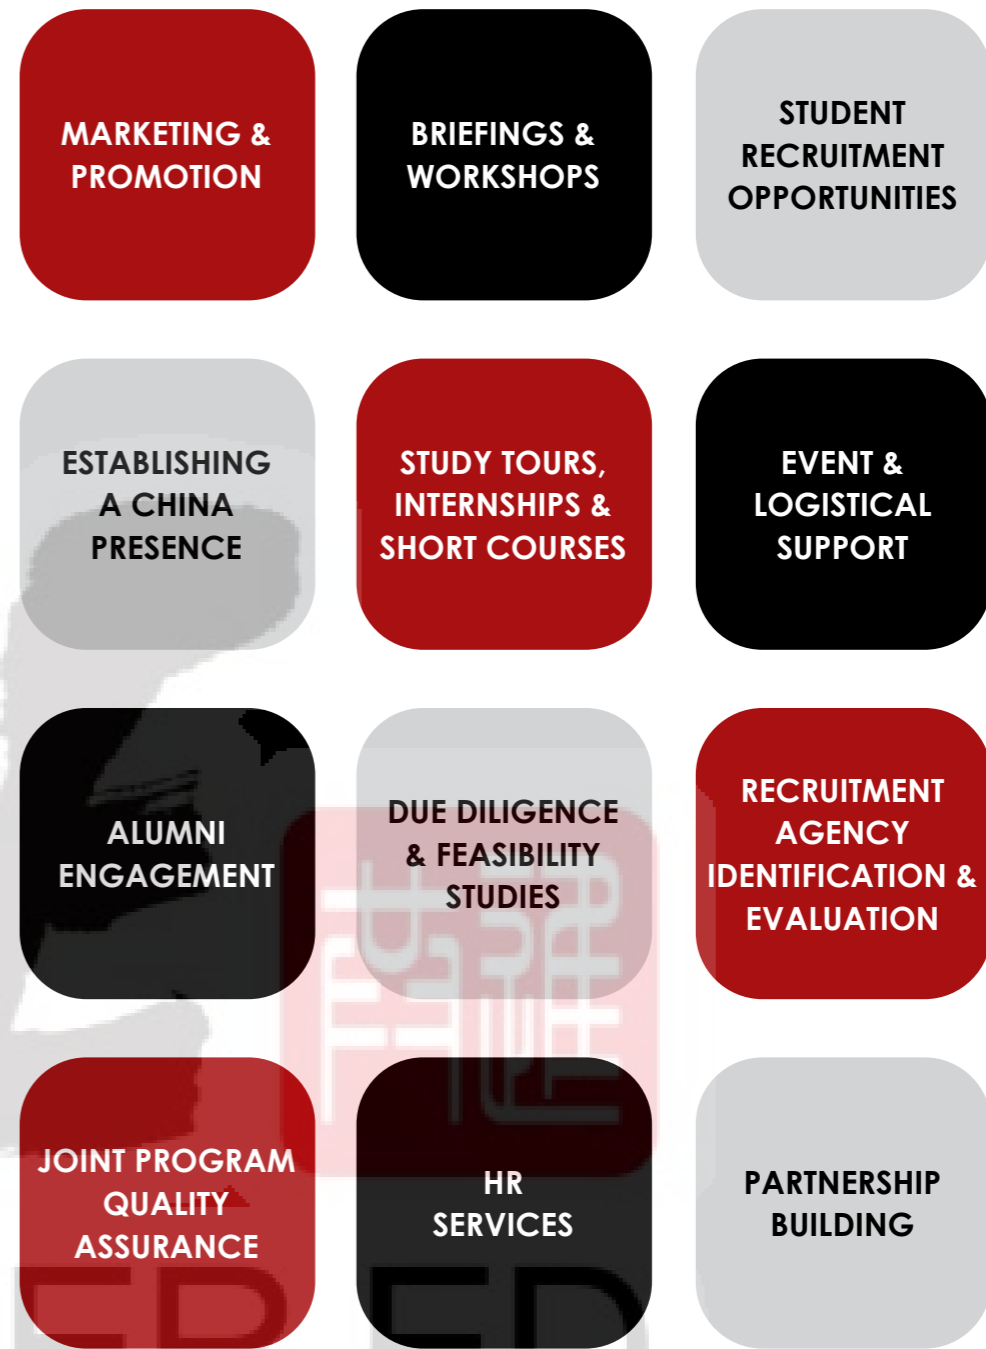 MARKETING &
PROMOTION
BRIEFINGS &
WORKSHOPS
STUDENT
RECRUITMENT
OPPORTUNITIES
ESTABLISHING
A CHINA
PRESENCE
STUDY TOURS,
INTERNSHIPS &
SHORT COURSES
EVENT &
LOGISTICAL
SUPPORT
ALUMNI
ENGAGEMENT
DUE DILIGENCE
& FEASIBILITY
STUDIES
RECRUITMENT
AGENCY
IDENTIFICATION &
EVALUATION
JOINT PROGRAM
QUALITY
ASSURANCE
HR
SERVICES
PARTNERSHIP
BUILDING